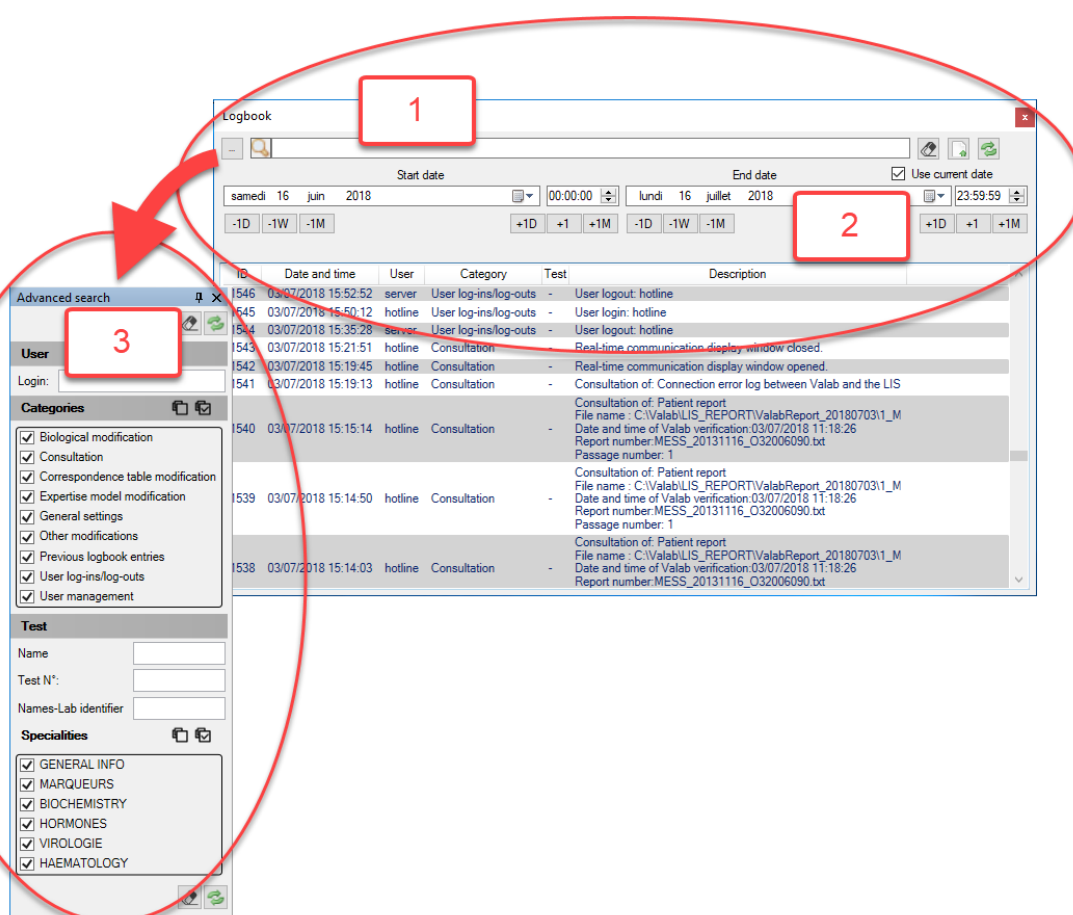 1
Logbook
Start date
End date
Use current date
samedi 16 juin 2018
00:00:00
lundi 16 juillet 2018
23:59:59
2
-1D -1W -1M
+1D +1 +1M
-1D -1W -1M
+1D +1 +1M
ID Date and time User Category Test Description
1546 03/07/2018 15:52:52 server User log-ins/log-outs - User logout: hotline
1545 03/07/2018 15:50:12 hotline User log-ins/log-outs - User login: hotline
1544 03/07/2018 15:35:28 server User log-ins/log-outs - User logout: hotline
1543 03/07/2018 15:21:51 hotline Consultation - Real-time communication display window closed.
1542 03/07/2018 15:19:45 hotline Consultation - Real-time communication display window opened.
1541 03/07/2018 15:19:13 hotline Consultation - Consultation of: Connection error log between Valab and the LIS
1540 03/07/2018 15:15:14 hotline Consultation -
Consultation of: Patient report
File name : C:\Valab\LIS_REPORT\ValabReport_20180703\1_M
Date and time of Valab verification:03/07/2018 11:18:26
Report number:MESS_20131116_O32006090.txt
Passage number: 1
1539 03/07/2018 15:14:50 hotline Consultation -
Consultation of: Patient report
File name : C:\Valab\LIS_REPORT\ValabReport_20180703\1_M
Date and time of Valab verification:03/07/2018 11:18:26
Report number:MESS_20131116_O32006090.txt
Passage number: 1
1538 03/07/2018 15:14:03 hotline Consultation -
Consultation of: Patient report
File name : C:\Valab\LIS_REPORT\ValabReport_20180703\1_M
Date and time of Valab verification:03/07/2018 11:18:26
Report number:MESS_20131116_O32006090.txt
Advanced search
3
User
Login:
Categories
Biological modification
Consultation
Correspondence table modification
Expertise model modification
General settings
Other modifications
Previous logbook entries
User log-ins/log-outs
User management
Test
Name
Test N°:
Names-Lab identifier
Specialities
GENERAL INFO
MARQUEURS
BIOCHEMISTRY
HORMONES
VIROLOGIE
HAEMATOLOGY